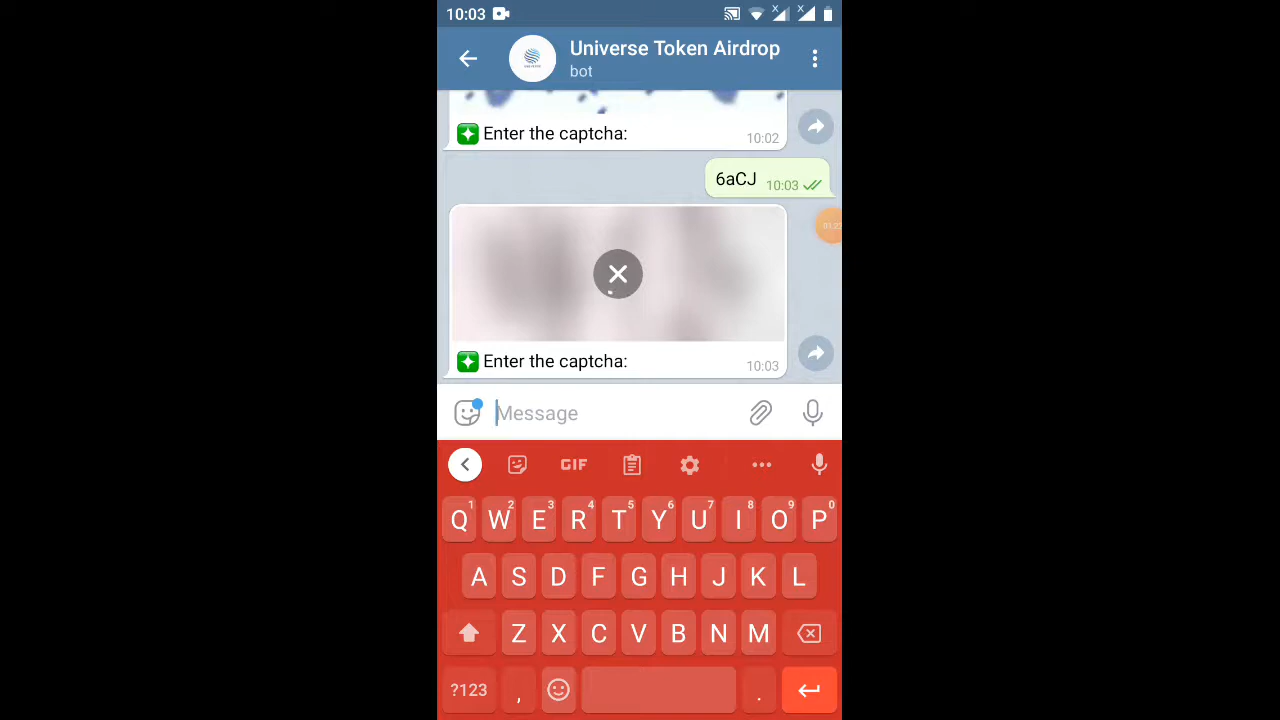 10:03
Universe Token Airdrop
bot
Enter the captcha:
10:02
6aCJ 10:03
Enter the captcha:
10:03
Message
GIF
1 2 3 4 5 6 7 8 9 0
Q W E R T Y U I O P
A S D F G H J K L
Z X C V B N M
?123 , .